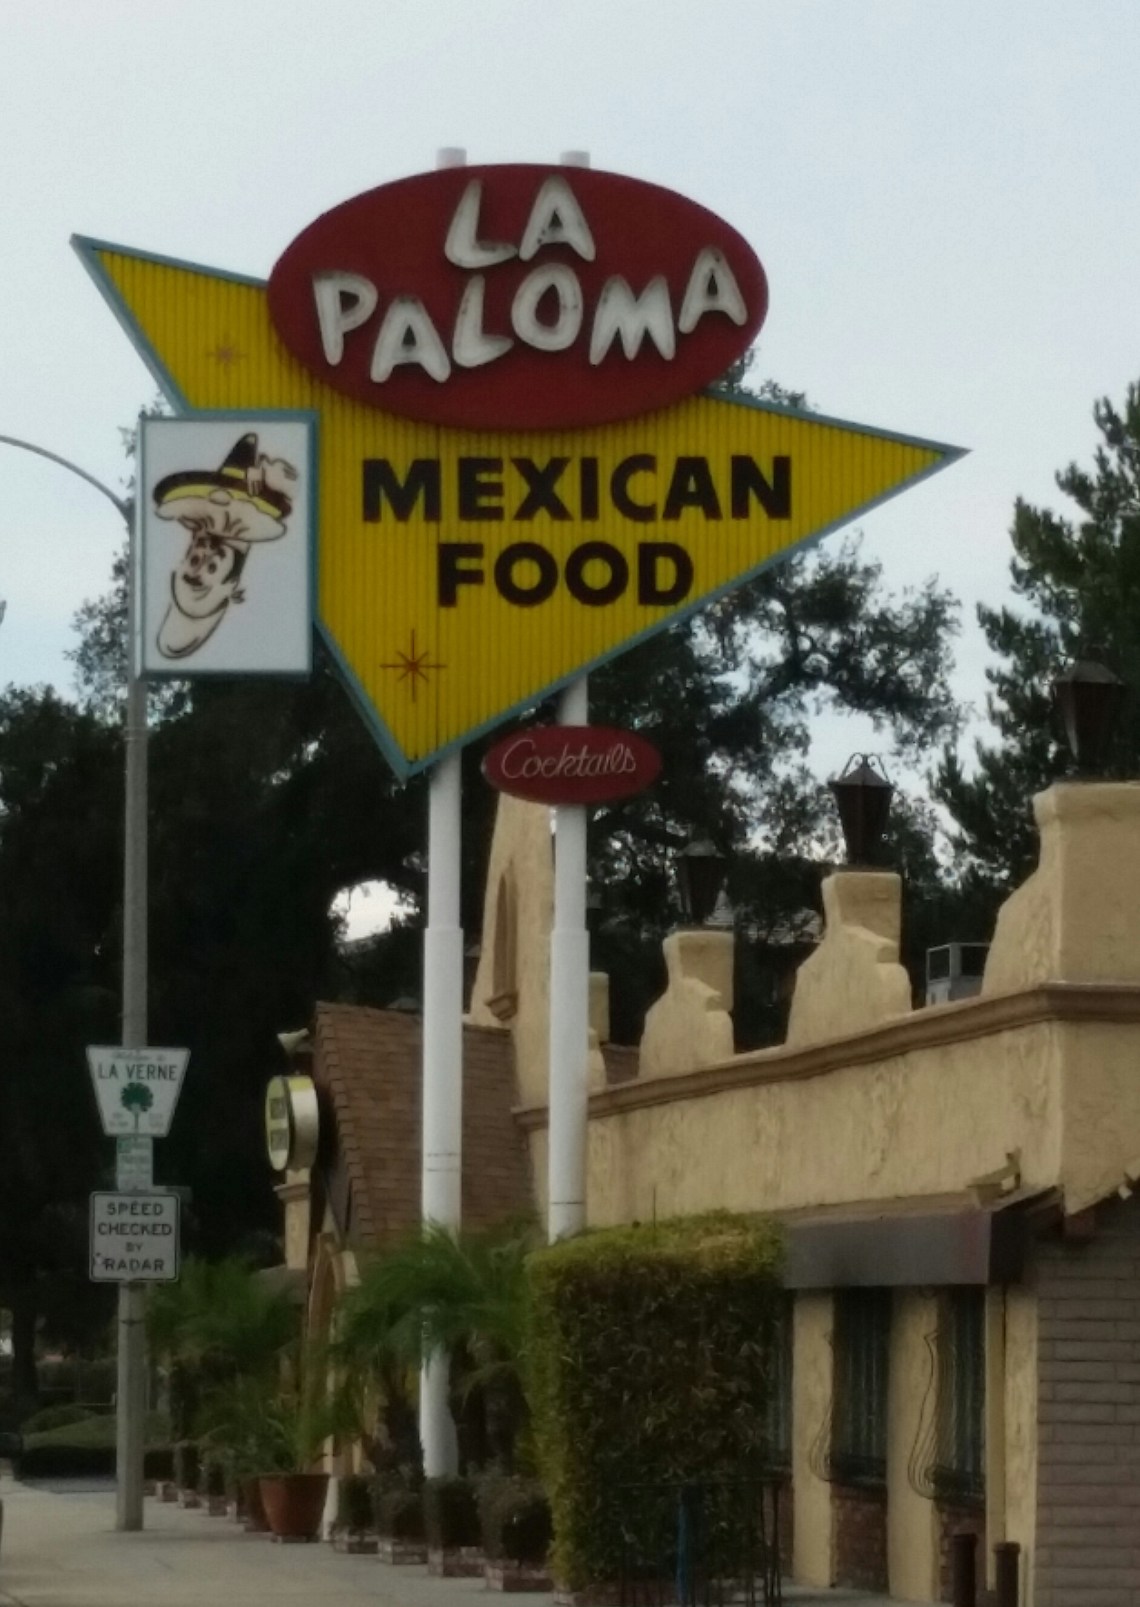 LA
PALOMA
MEXICAN
FOOD
Cocktails
LA VERNE
SPEED
CHECKED
BY
RADAR